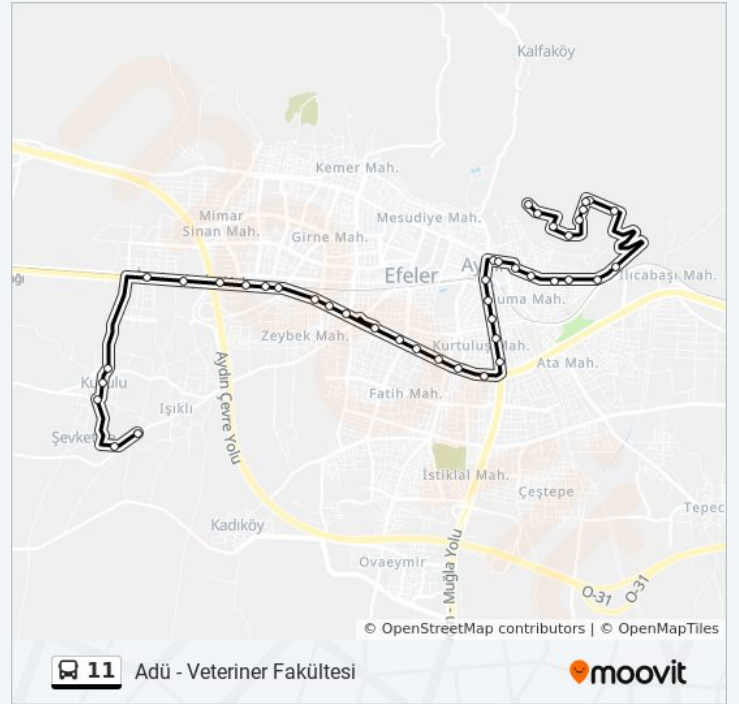 Kalfaköy
Kemer Mah.
Mimar
Sinan Mah.
Mesudiye Mah.
Girne Mah.
Efeler
Ilıcabaşı Mah.
Zeybek Mah.
Kurtuluş Mah.
Ata Mah.
Fatih Mah.
Işıklı
Aydın Çevre Yolu
İstiklal Mah.
Çeştepe
Kadıköy
Ovaeymir
Muğla Yolu
O-31
O-31
© OpenStreetMap contributors | © OpenMapTiles
11 Adü - Veteriner Fakültesi
moovit